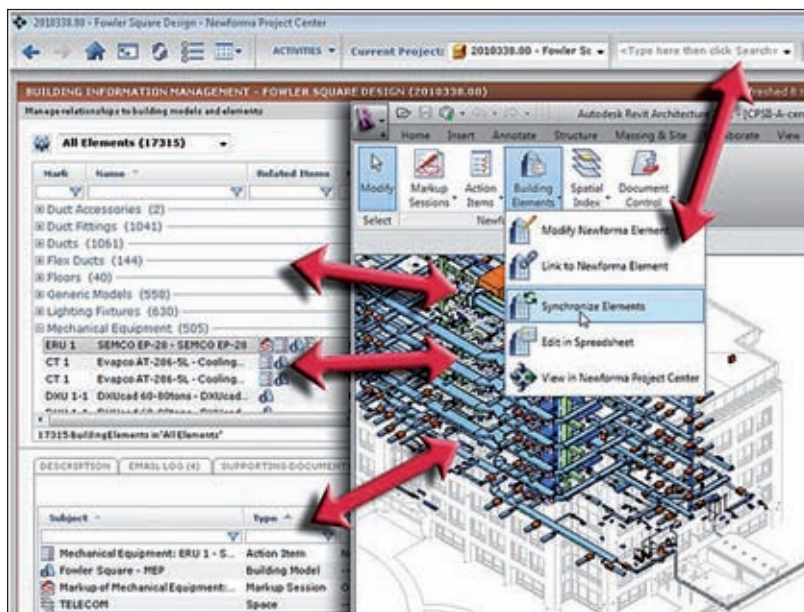 2010338.00 - Fowler Square Design - Newforma Project Center
ACTIVITIES
Current Project:
2010338.00 - Fowler Sc
<Type here then click Search>
BUILDING INFORMATION MANAGEMENT - FOWLER SQUARE DESIGN (2010338.00)
Manage relationships to building models and elements
All Elements (17315)
Mark Name Related Items
Duct Accessories (2)
Duct Fittings (1041)
Ducts (1061)
Flex Ducts (144)
Floors (40)
Generic Models (558)
Lighting Fixtures (630)
Mechanical Equipment (505)
ERU 1 SEMCO EP-28 - SEMCO EP-28
CT 1 Evapco AT-286-5L - Cooling...
CT 1 Evapco AT-286-5L - Cooling...
DXU 1-1 DXUcad 60-80tons - DXUcad...
17315 BuildingElements in "All Elements"
DESCRIPTION EMAIL LOG (4) SUPPORTING DOCUMENT
Subject Type
Mechanical Equipment: ERU 1 - S... Action Item
Fowler Square - MEP Building Model
Markup of Mechanical Equipment:... Markup Session
TELECOM Space
Autodesk Revit Architecture
Home Insert Annotate Structure Massing & Site View
Modify
Markup Sessions
Action Items
Building Elements
Spatial Index
Document Control
Select
Modify Newforma Element
Link to Newforma Element
Synchronize Elements
Edit in Spreadsheet
View in Newforma Project Center